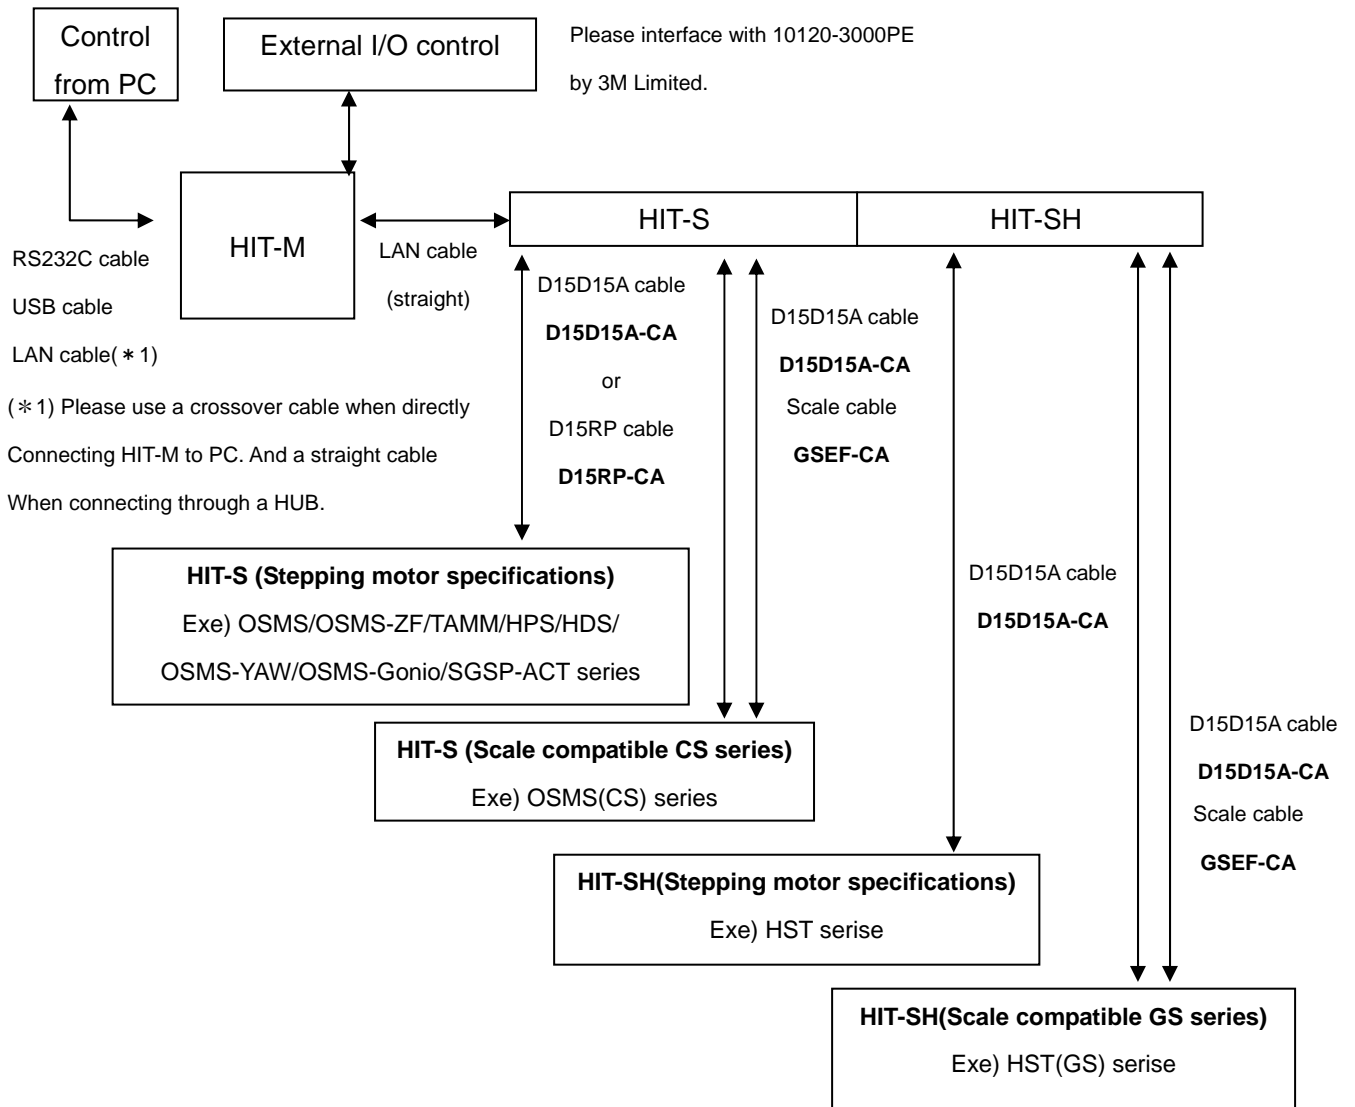 Control
from PC
External I/O control
Please interface with 10120-3000PE
by 3M Limited.
HIT-M
HIT-S
HIT-SH
RS232C cable
USB cable
LAN cable(＊1)
LAN cable
(straight)
(＊1) Please use a crossover cable when directly
Connecting HIT-M to PC. And a straight cable
When connecting through a HUB.
D15D15A cable
D15D15A-CA
or
D15RP cable
D15RP-CA
D15D15A cable
D15D15A-CA
Scale cable
GSEF-CA
D15D15A cable
D15D15A-CA
D15D15A cable
D15D15A-CA
Scale cable
GSEF-CA
HIT-S (Stepping motor specifications)
Exe) OSMS/OSMS-ZF/TAMM/HPS/HDS/
OSMS-YAW/OSMS-Gonio/SGSP-ACT series
HIT-S (Scale compatible CS series)
Exe) OSMS(CS) series
HIT-SH(Stepping motor specifications)
Exe) HST serise
HIT-SH(Scale compatible GS series)
Exe) HST(GS) serise